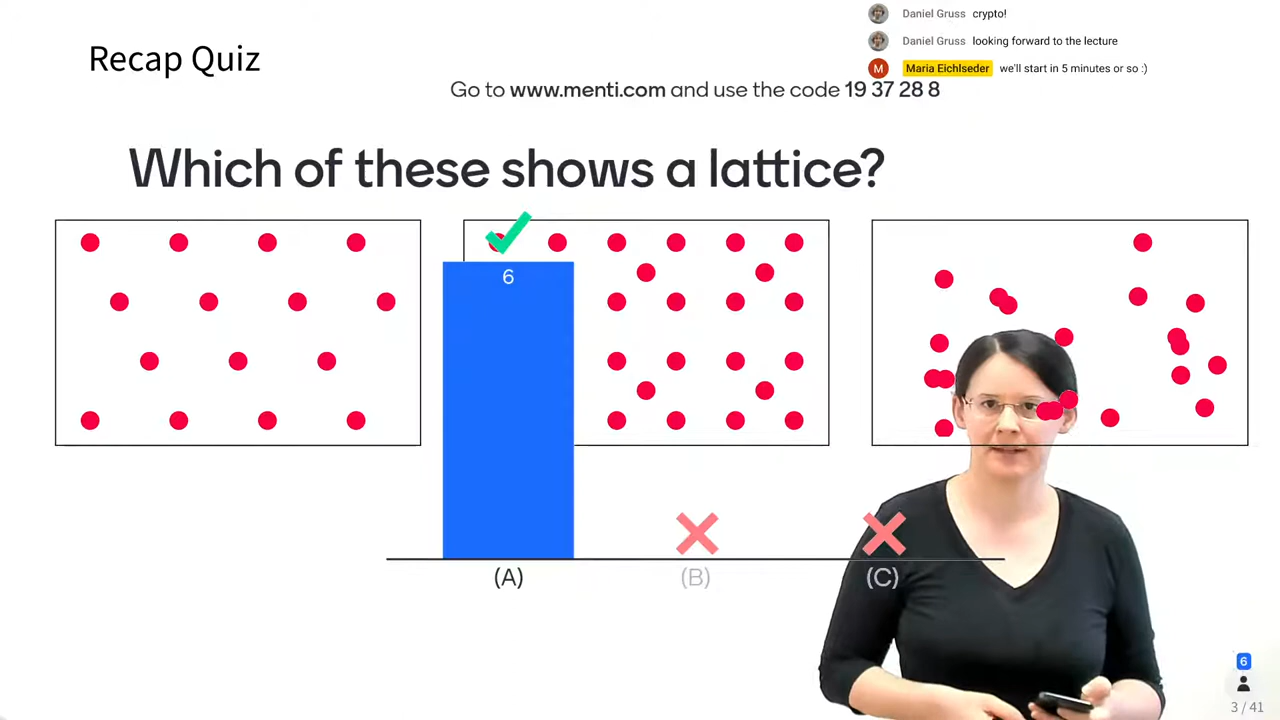 Daniel Gruss crypto!
Daniel Gruss looking forward to the lecture
M Maria Eichlseder we'll start in 5 minutes or so :)
Recap Quiz
Go to www.menti.com and use the code 19 37 28 8
Which of these shows a lattice?
6
(A) (B) (C)
6
3 / 41